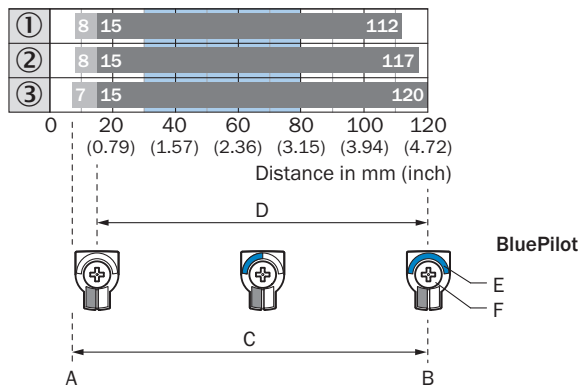 ① 8 15 112
② 8 15 117
③ 7 15 120
0 20 40 60 80 100 120
(0.79) (1.57) (2.36) (3.15) (3.94) (4.72)
Distance in mm (inch)
D
BluePilot
E
F
C
A B